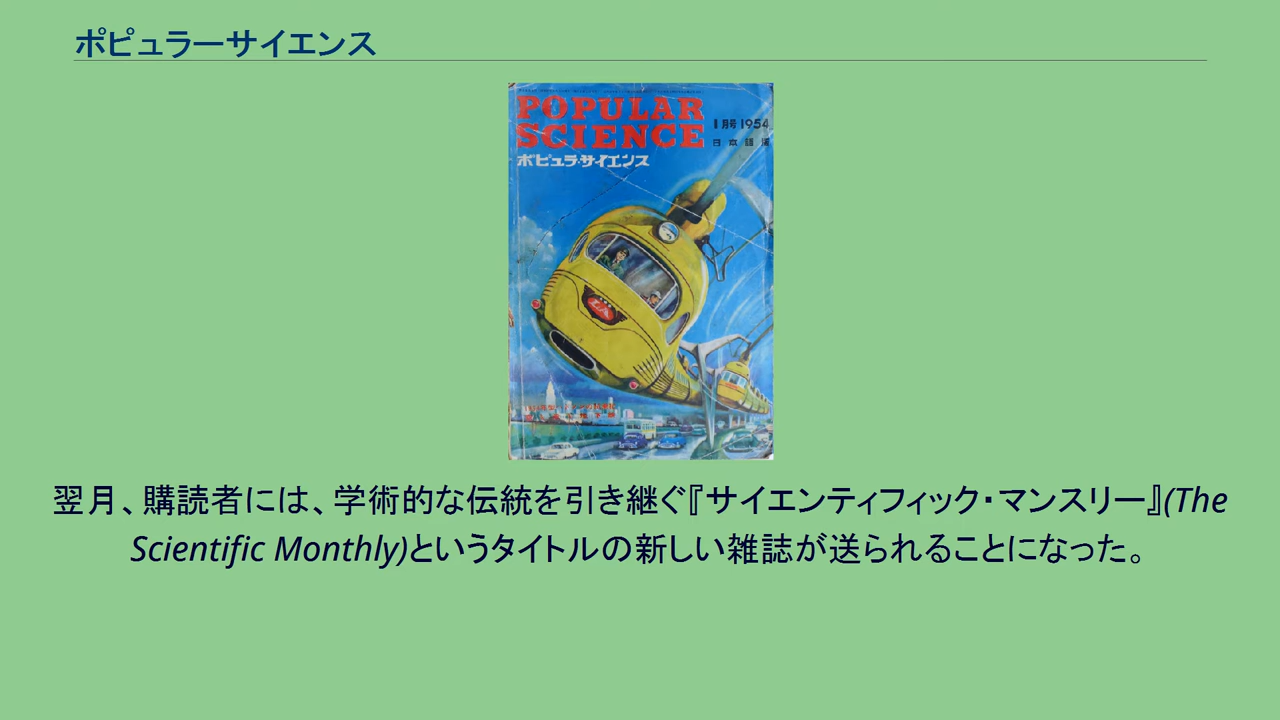 ポピュラーサイエンス
POPULAR
SCIENCE
1月号 1954
日本語版
ポピュラ・サイエンス
LA
翌月、購読者には、学術的な伝統を引き継ぐ『サイエンティフィック・マンスリー』(The
Scientific Monthly)というタイトルの新しい雑誌が送られることになった。